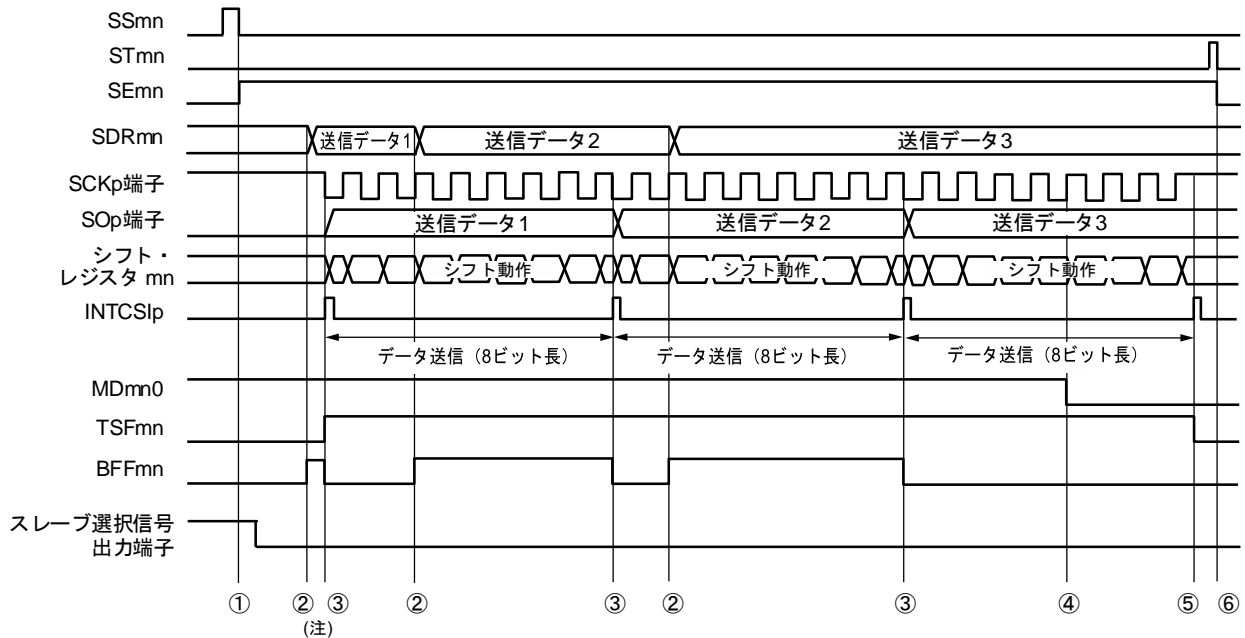 SSmn
STmn
SEmn
SDRmn
送信データ1
送信データ2
送信データ3
SCKp端子
SOp端子
送信データ1
送信データ2
送信データ3
シフト・
レジスタ mn
シフト動作
シフト動作
シフト動作
INTCSIp
データ送信（8ビット長）
データ送信（8ビット長）
データ送信（8ビット長）
MDmn0
TSFmn
BFFmn
スレーブ選択信号
出力端子
① ② ③ ② ③ ② ③ ④ ⑤ ⑥
(注)